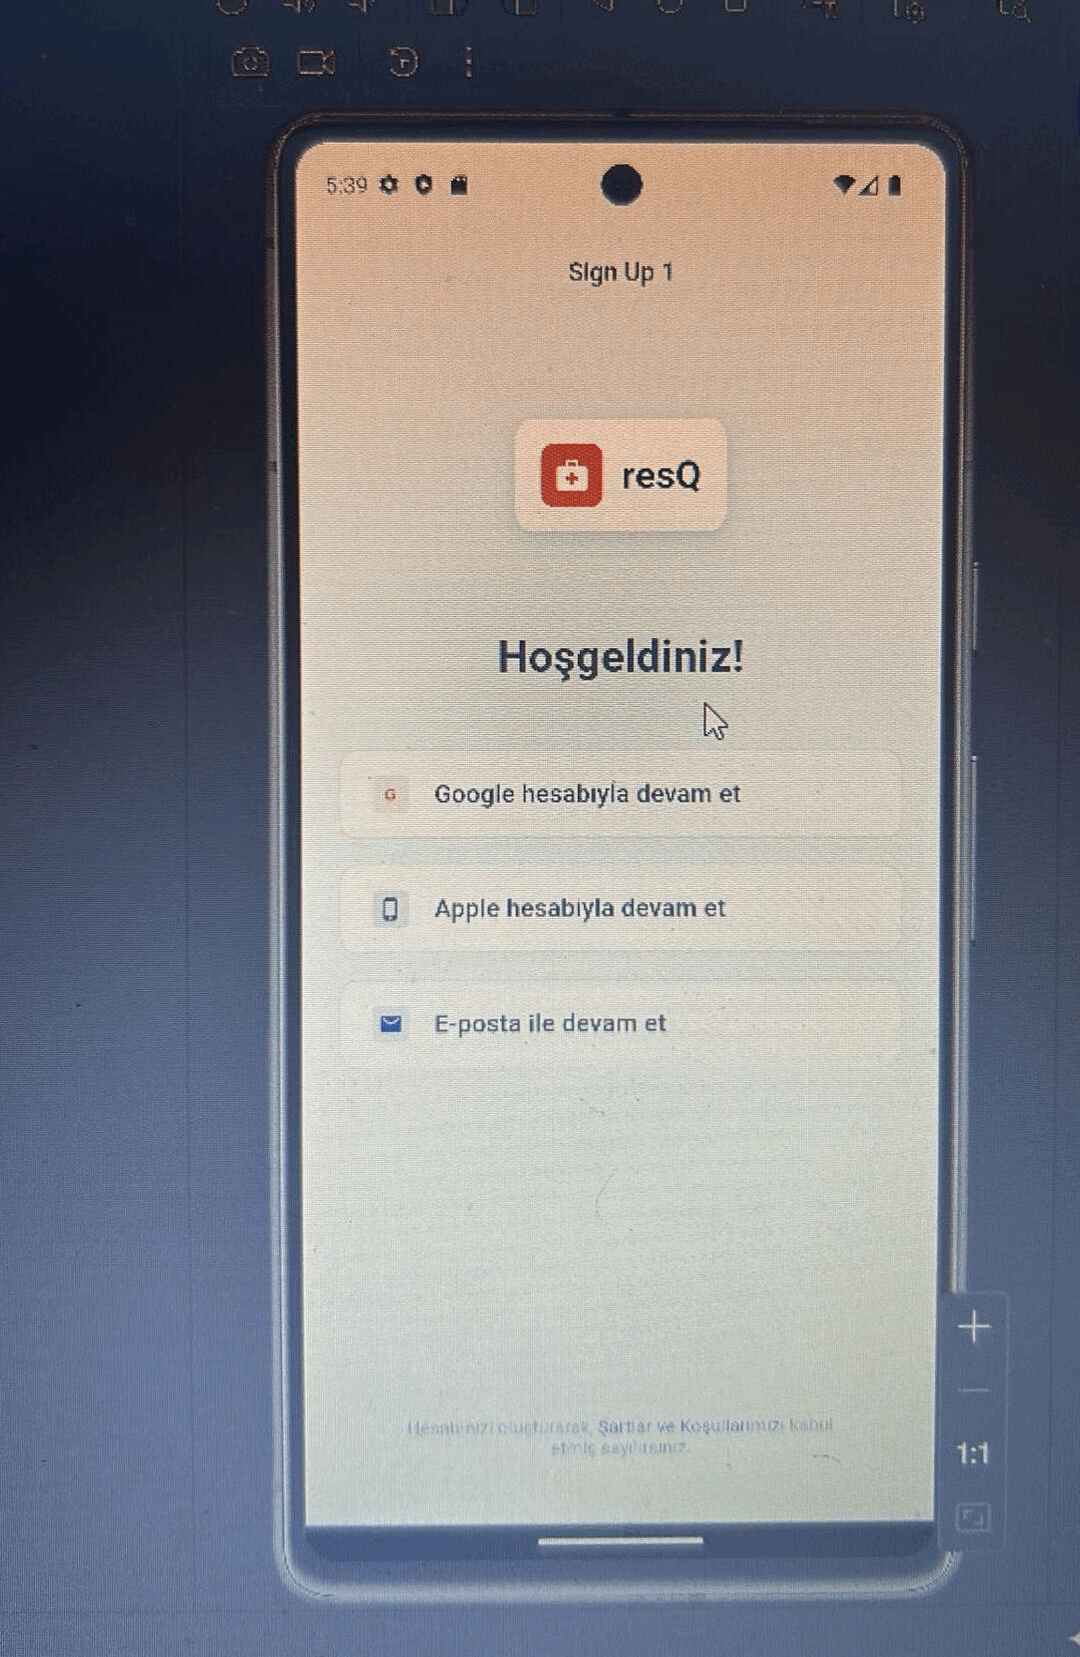 5:39
Sign Up 1
resQ
Hoşgeldiniz!
G Google hesabıyla devam et
Apple hesabıyla devam et
E-posta ile devam et
Hesabınızı oluşturarak, Şartlar ve Koşullarımızı kabul
etmiş sayılırsınız.
1:1